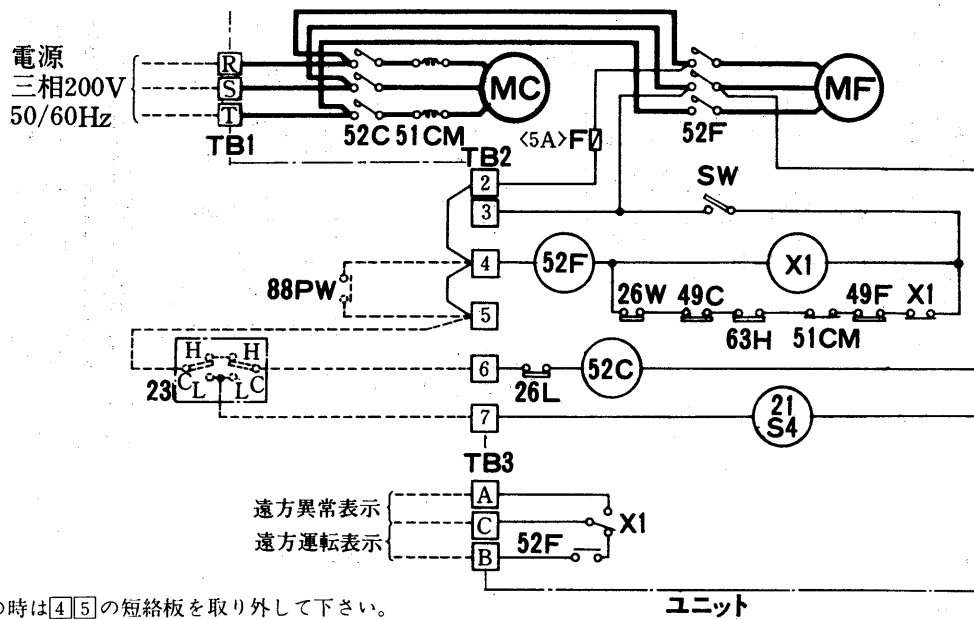 電源
三相200V
50/60Hz
R
S
T
TB1
52C 51CM
MC
<5A>F
52F
MF
TB2
2
3
SW
4
52F
X1
88PW
26W 49C 63H 51CM 49F X1
5
H H
C L L C
23
6
26L
52C
7
21
S4
TB3
遠方異常表示
A
C
X1
遠方運転表示
52F
B
の時は45の短絡板を取り外して下さい。
ユニット